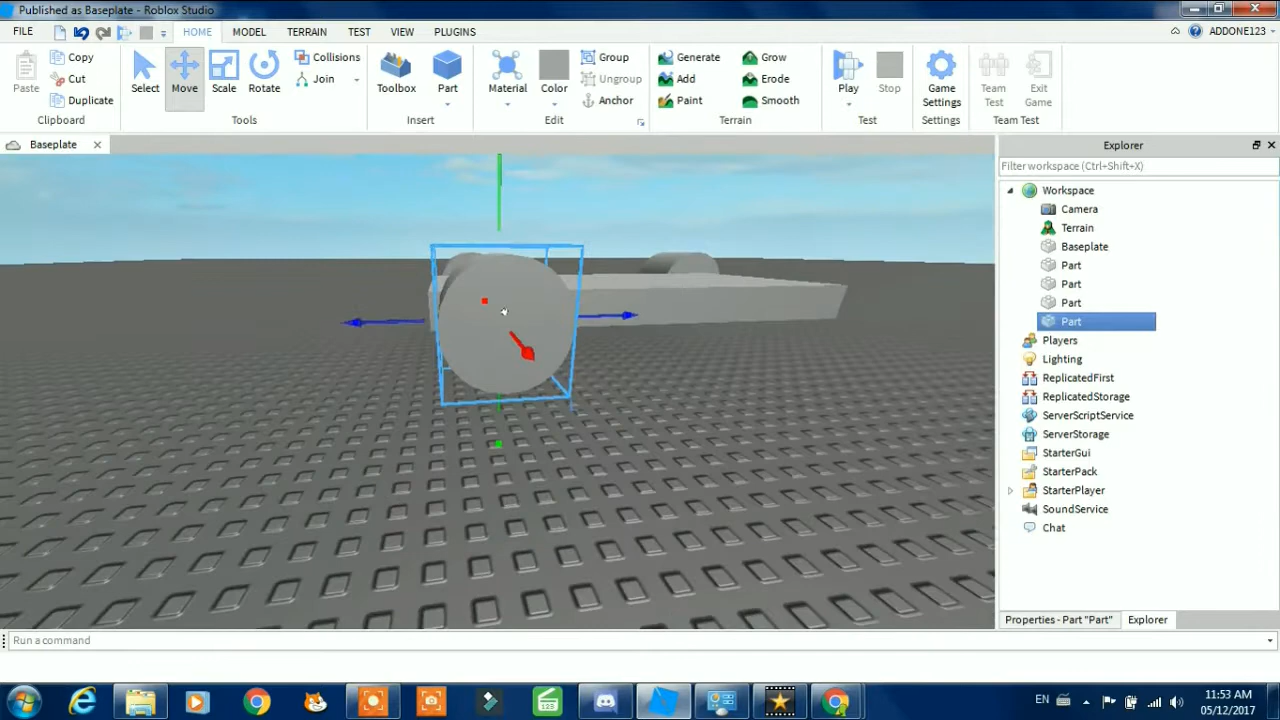 Published as Baseplate - Roblox Studio
FILE HOME MODEL TERRAIN TEST VIEW PLUGINS ADDONE123
Paste
Copy
Cut
Duplicate
Clipboard
Select
Move
Scale
Rotate
Collisions
Join
Tools
Toolbox
Part
Insert
Material
Color
Group
Ungroup
Anchor
Edit
Generate
Add
Paint
Grow
Erode
Smooth
Terrain
Play
Stop
Test
Game
Settings
Settings
Team
Test
Exit
Game
Team Test
Baseplate
Explorer
Filter workspace (Ctrl+Shift+X)
Workspace
Camera
Terrain
Baseplate
Part
Part
Part
Part
Players
Lighting
ReplicatedFirst
ReplicatedStorage
ServerScriptService
ServerStorage
StarterGui
StarterPack
StarterPlayer
SoundService
Chat
Properties - Part "Part" Explorer
Run a command
123
EN
11:53 AM
05/12/2017